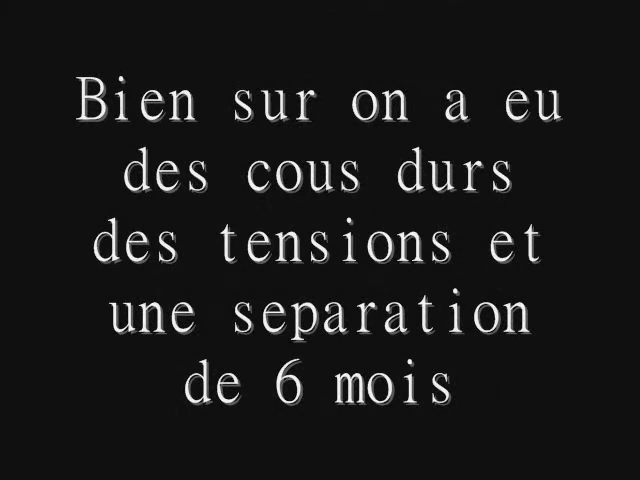 Bien sur on a eu
des cous durs
des tensions et
une separation
de 6 mois